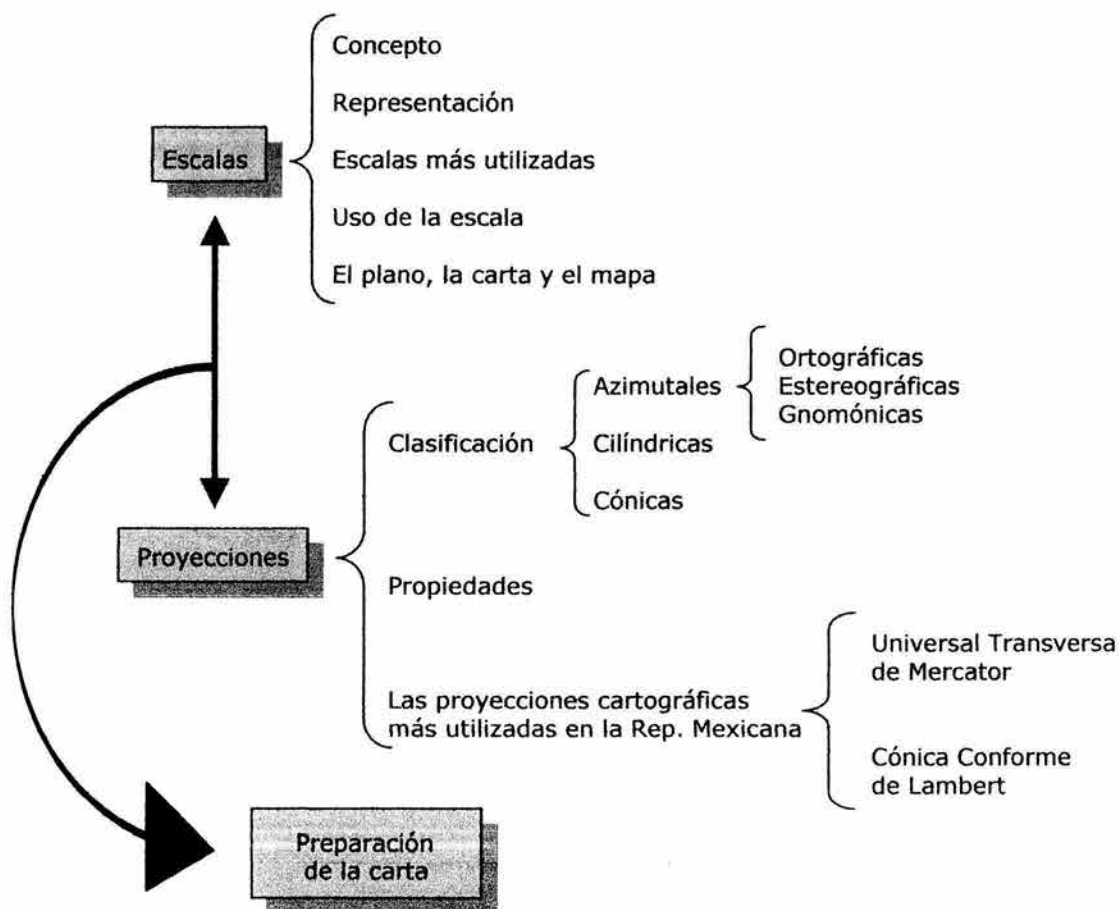 Concepto
Representación
Escalas
Escalas más utilizadas
Uso de la escala
El plano, la carta y el mapa
Proyecciones
Clasificación
Azimutales
Ortográficas
Estereográficas
Gnomónicas
Cilíndricas
Cónicas
Propiedades
Las proyecciones cartográficas
más utilizadas en la Rep. Mexicana
Universal Transversa
de Mercator
Cónica Conforme
de Lambert
Preparación
de la carta